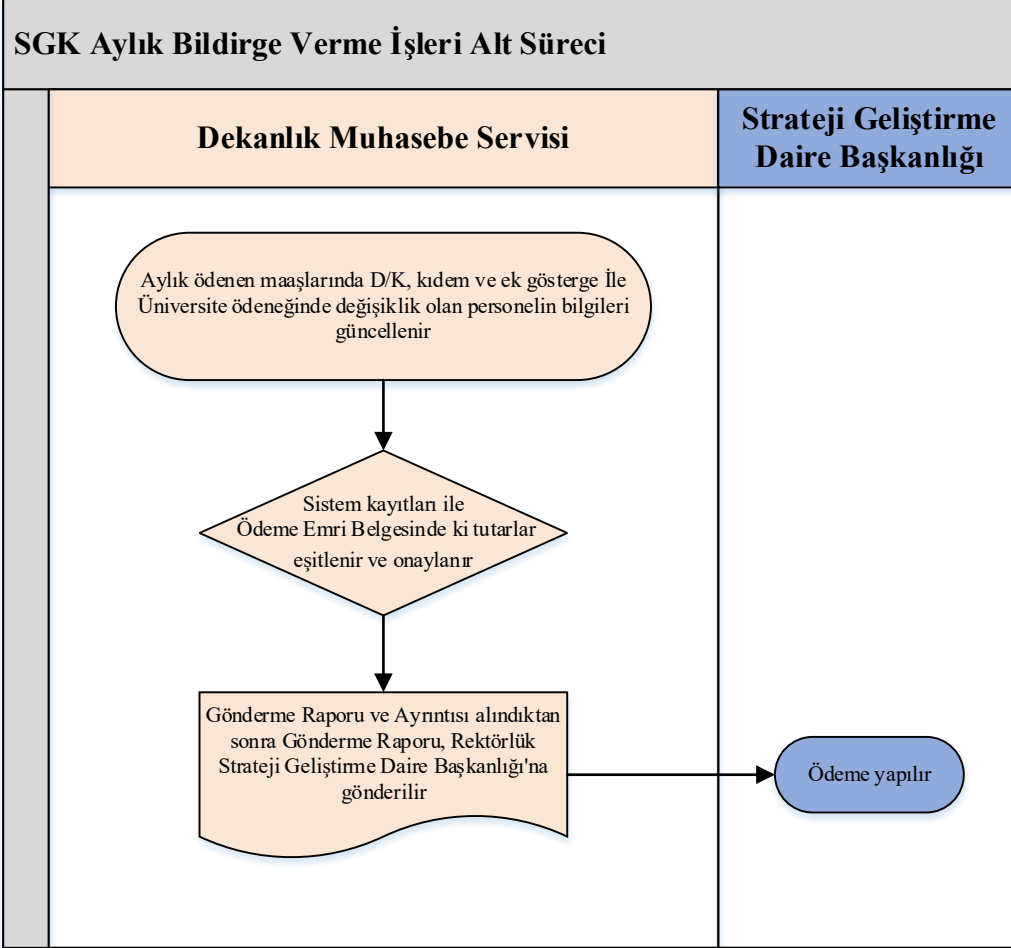 SGK Aylık Bildirge Verme İşleri Alt Süreci
Dekanlık Muhasebe Servisi
Strateji Geliştirme
Daire Başkanlığı
Aylık ödenen maaşlarında D/K, kıdem ve ek gösterge İle
Üniversite ödeneğinde değişiklik olan personelin bilgileri
güncellenir
Sistem kayıtları ile
Ödeme Emri Belgesinde ki tutarlar
eşitlenir ve onaylanır
Gönderme Raporu ve Ayrıntısı alındıktan
sonra Gönderme Raporu, Rektörlük
Strateji Geliştirme Daire Başkanlığı'na
gönderilir
Ödeme yapılır